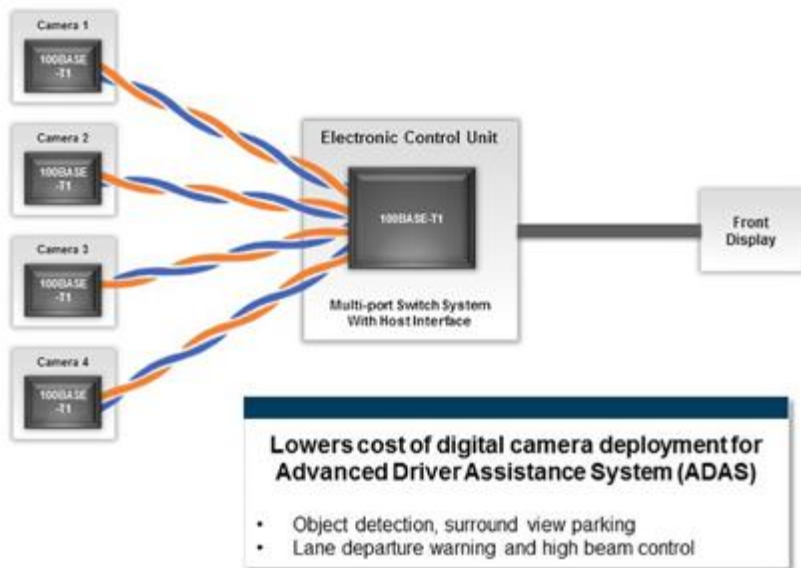 Camera 1
100BASE
-T1
Camera 2
100BASE
-T1
Camera 3
100BASE
-T1
Camera 4
100BASE
-T1
Electronic Control Unit
100BASE-T1
Multi-port Switch System
With Host Interface
Front
Display
Lowers cost of digital camera deployment for
Advanced Driver Assistance System (ADAS)
• Object detection, surround view parking
• Lane departure warning and high beam control